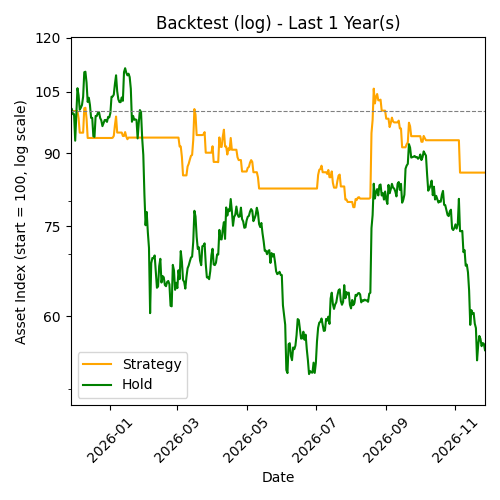 Backtest (log) - Last 1 Year(s)
Asset Index (start = 100, log scale)
120
105
90
75
60
Strategy
Hold
2026-01
2026-03
2026-05
2026-07
2026-09
2026-11
Date